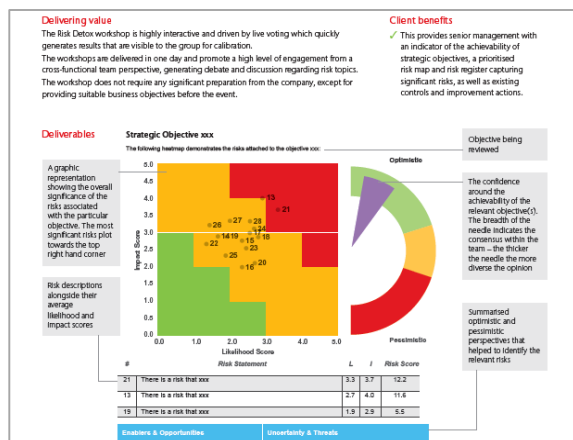 Delivering value
The Risk Detox workshop is highly interactive and driven by live voting which quickly
generates results that are visible to the group for calibration.
The workshops are delivered in one day and promote a high level of engagement from a
cross-functional team perspective, generating debate and discussion regarding risk topics.
The workshop does not require any significant preparation from the company, except for
providing suitable business objectives before the event.
Client benefits
✓ This provides senior management with
an indicator of the achievability of
strategic objectives, a prioritised
risk map and risk register capturing
significant risks, as well as existing
controls and improvement actions.
Deliverables
Strategic Objective xxx
The following heatmap demonstrates the risks attached to the objective xxx:
A graphic
representation
showing the overall
significance of the
risks associated
with the particular
objective. The most
significant risks plot
towards the top
right hand corner
Risk descriptions
alongside their
average
likelihood and
impact scores
Impact Score
5.0
4.5
4.0
3.5
3.0
2.5
2.0
1.5
1.0
0.5
0.0
13
21
27
28
26
24
17
14
19
18
15
22
23
25
20
16
0.0 1.0 2.0 3.0 4.0 5.0
Likelihood Score
Optimistic
Pessimistic
Objective being
reviewed
The confidence
around the
achievability of the
relevant objective(s).
The breadth of the
needle indicates the
consensus within the
team – the thicker
the needle the more
diverse the opinion
Summarised
optimistic and
pessimistic
perspectives that
helped to identify the
relevant risks
# Risk Statement L I Risk Score
21 There is a risk that xxx 3.3 3.7 12.2
13 There is a risk that xxx 2.7 4.0 11.6
19 There is a risk that xxx 1.9 2.9 5.5
Enablers & Opportunities Uncertainty & Threats